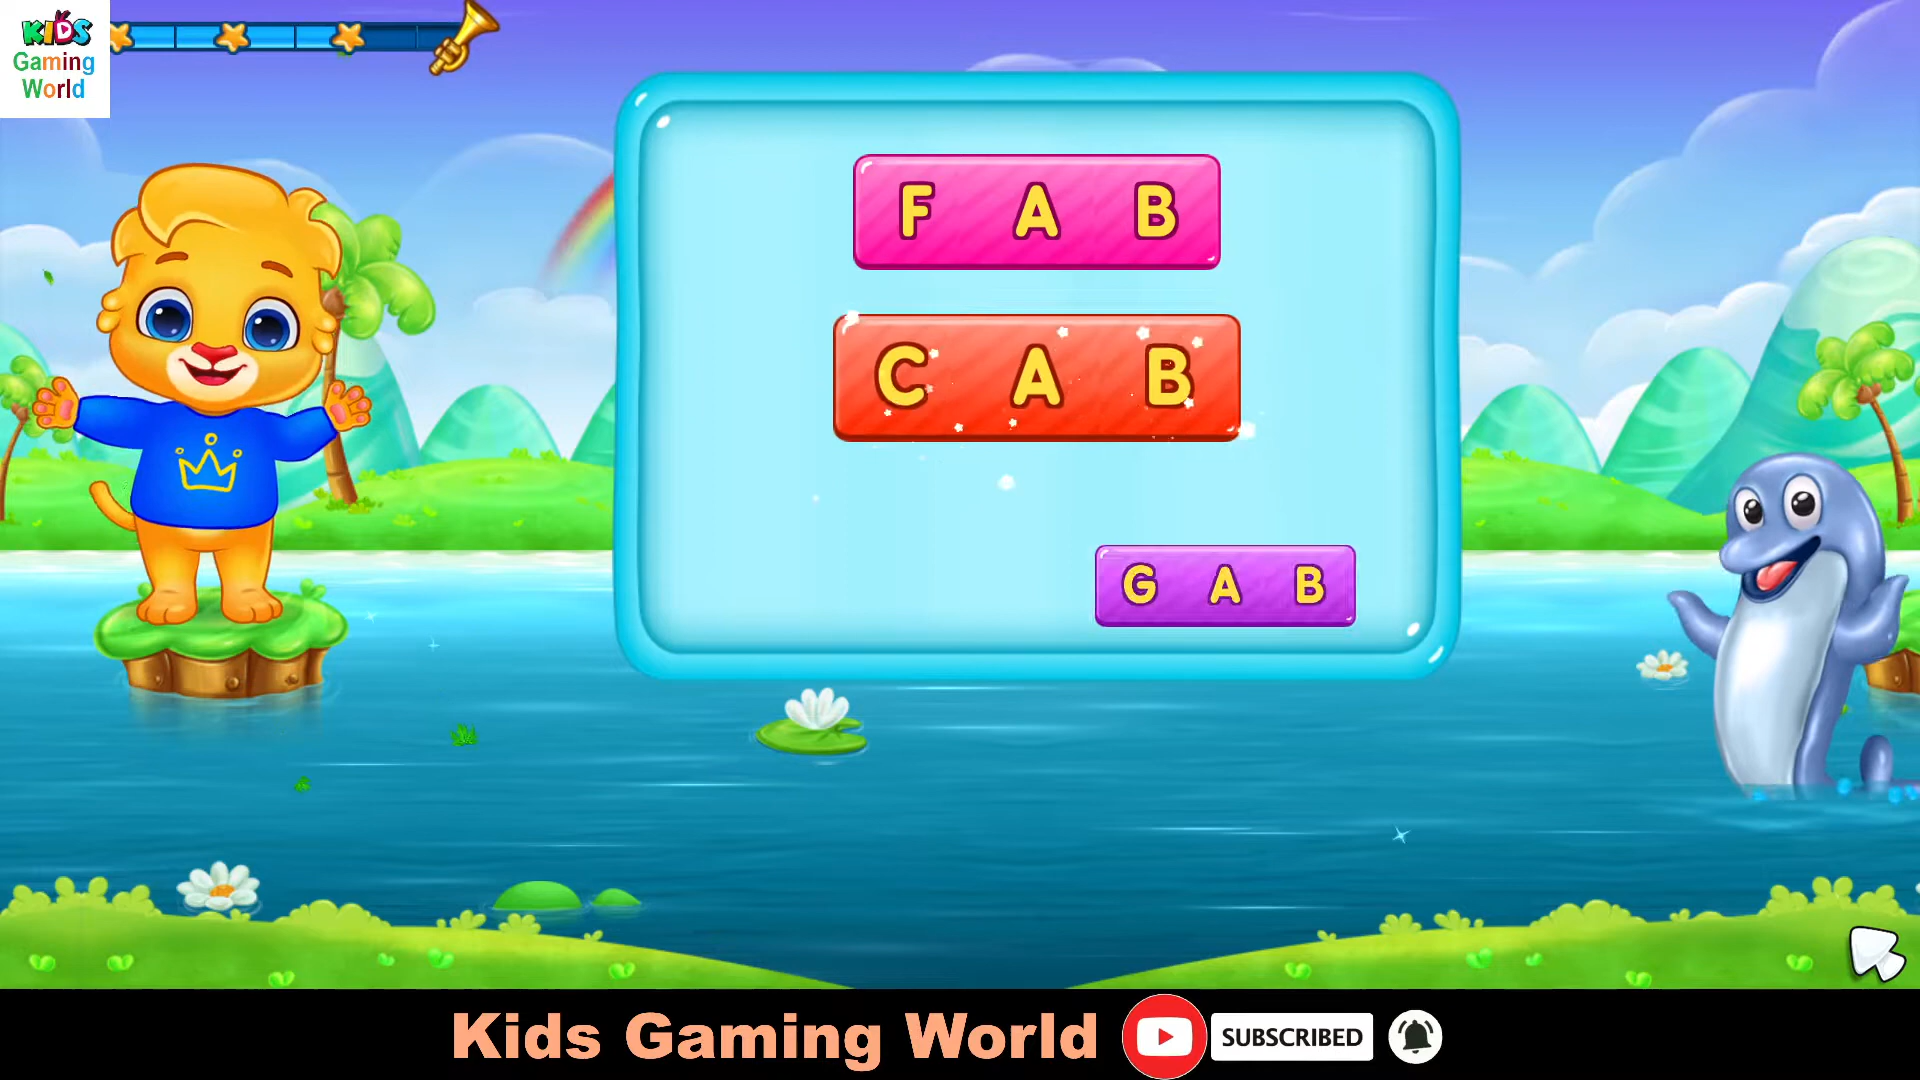 KIDS
Gaming
World
F A B
C A B
G A B
Kids Gaming World
SUBSCRIBED